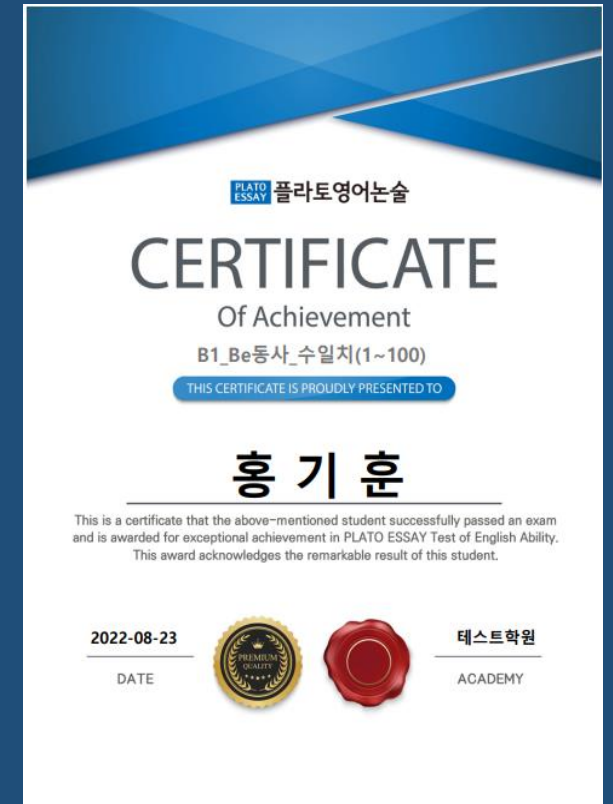 PLATO ESSAY 플라토영어논술
CERTIFICATE
Of Achievement
B1_Be동사_수일치(1~100)
THIS CERTIFICATE IS PROUDLY PRESENTED TO
홍 기 훈
This is a certificate that the above-mentioned student successfully passed an exam
and is awarded for exceptional achievement in PLATO ESSAY Test of English Ability.
This award acknowledges the remarkable result of this student.
2022-08-23
DATE
PREMIUM
QUALITY
테스트학원
ACADEMY